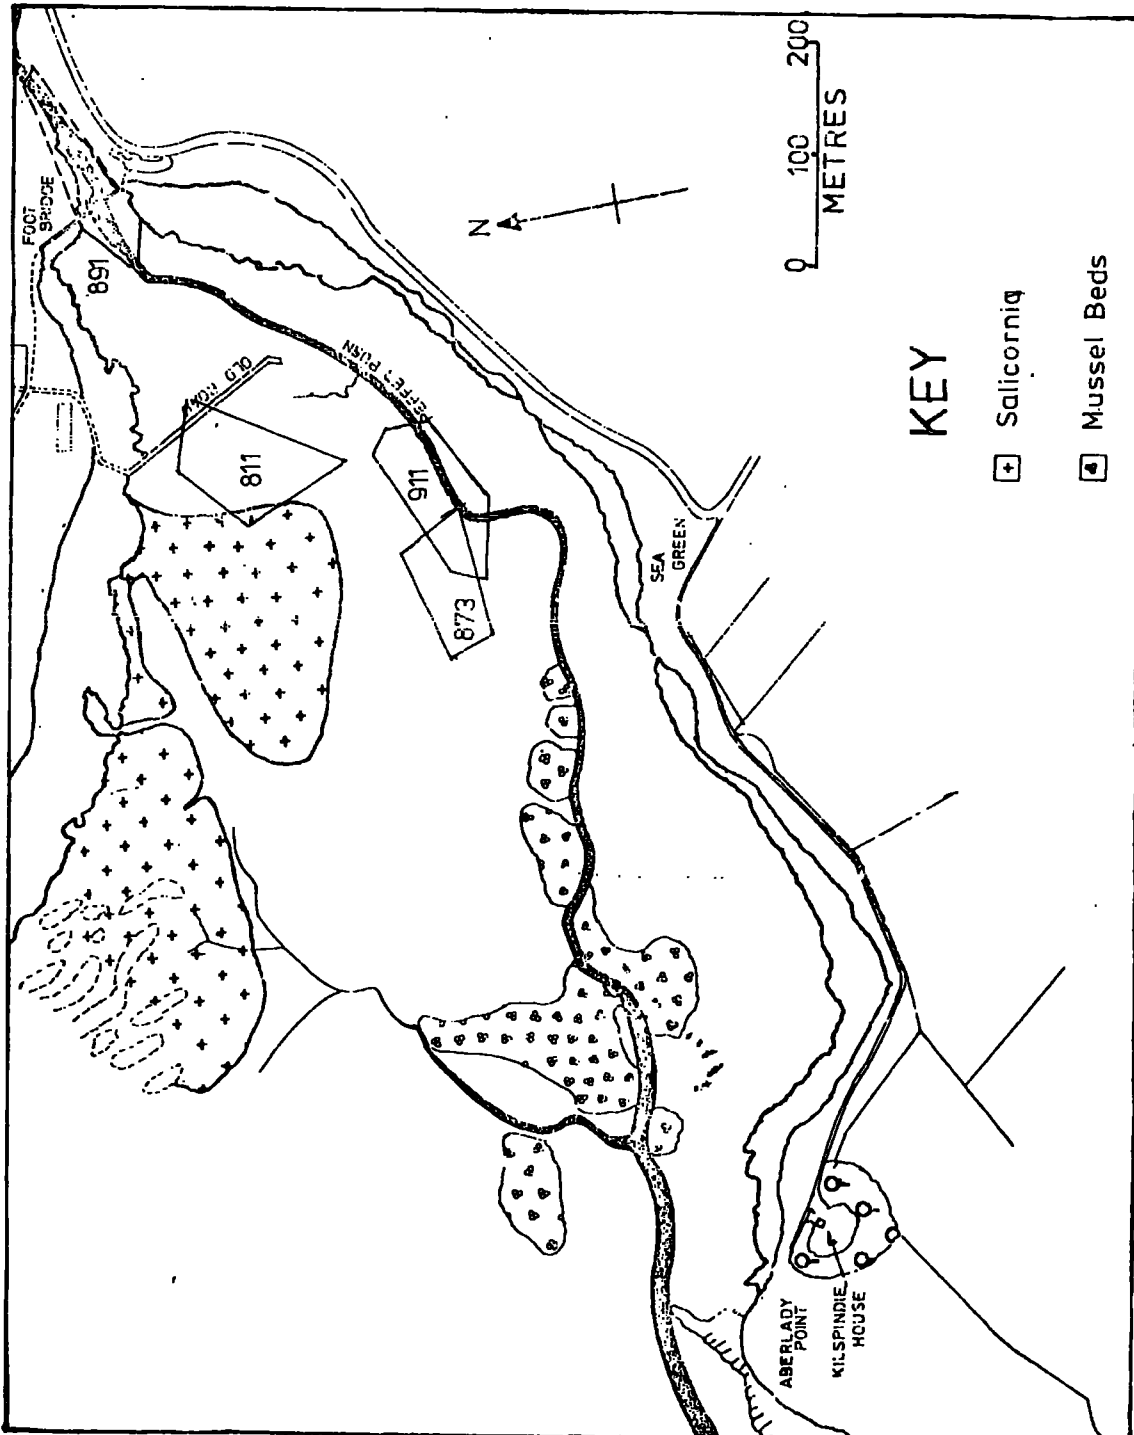 FOOT
BRIDGE
891
OLD ROAD
PEFFER BURN
811
911
873
N
0 100 200
METRES
SEA
GREEN
KEY
Salicornia
Mussel Beds
ABERLADY
POINT
KILSPINDIE
HOUSE